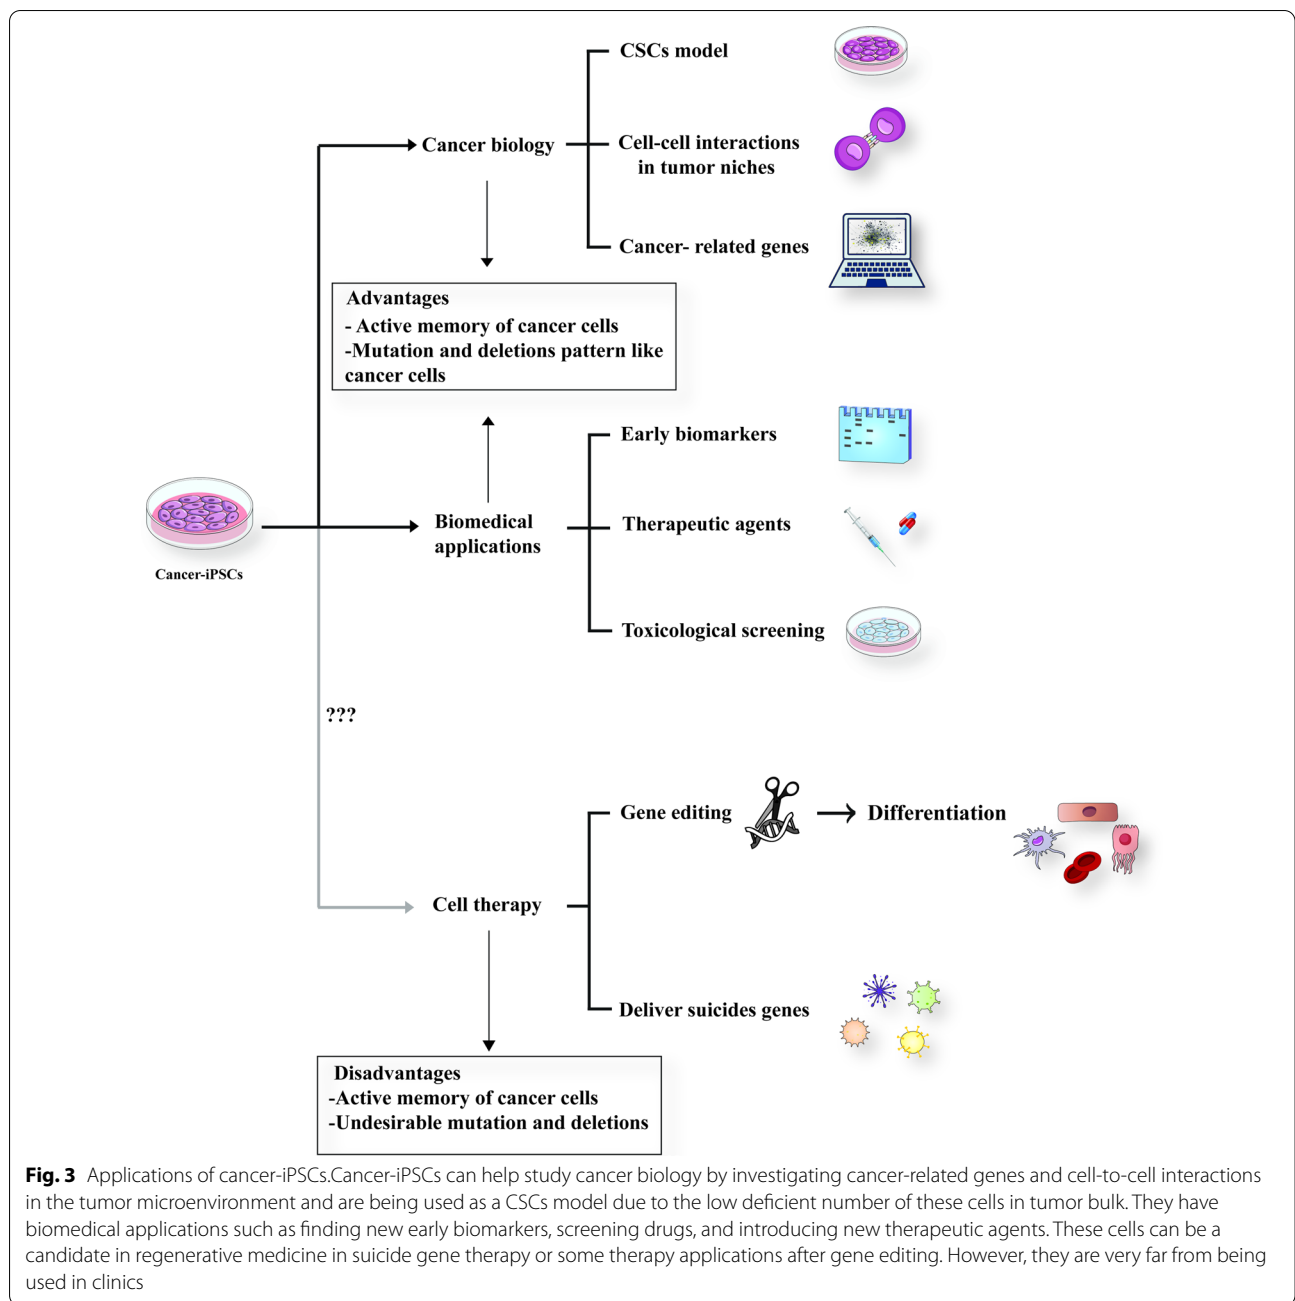 CSCs model
Cancer biology
Cell-cell interactions
in tumor niches
Cancer- related genes
Advantages
- Active memory of cancer cells
-Mutation and deletions pattern like
cancer cells
Early biomarkers
Biomedical
applications
Therapeutic agents
Cancer-iPSCs
Toxicological screening
???
Gene editing
Differentiation
Cell therapy
Deliver suicides genes
Disadvantages
-Active memory of cancer cells
-Undesirable mutation and deletions
Fig. 3 Applications of cancer-iPSCs.Cancer-iPSCs can help study cancer biology by investigating cancer-related genes and cell-to-cell interactions
in the tumor microenvironment and are being used as a CSCs model due to the low deficient number of these cells in tumor bulk. They have
biomedical applications such as finding new early biomarkers, screening drugs, and introducing new therapeutic agents. These cells can be a
candidate in regenerative medicine in suicide gene therapy or some therapy applications after gene editing. However, they are very far from being
used in clinics